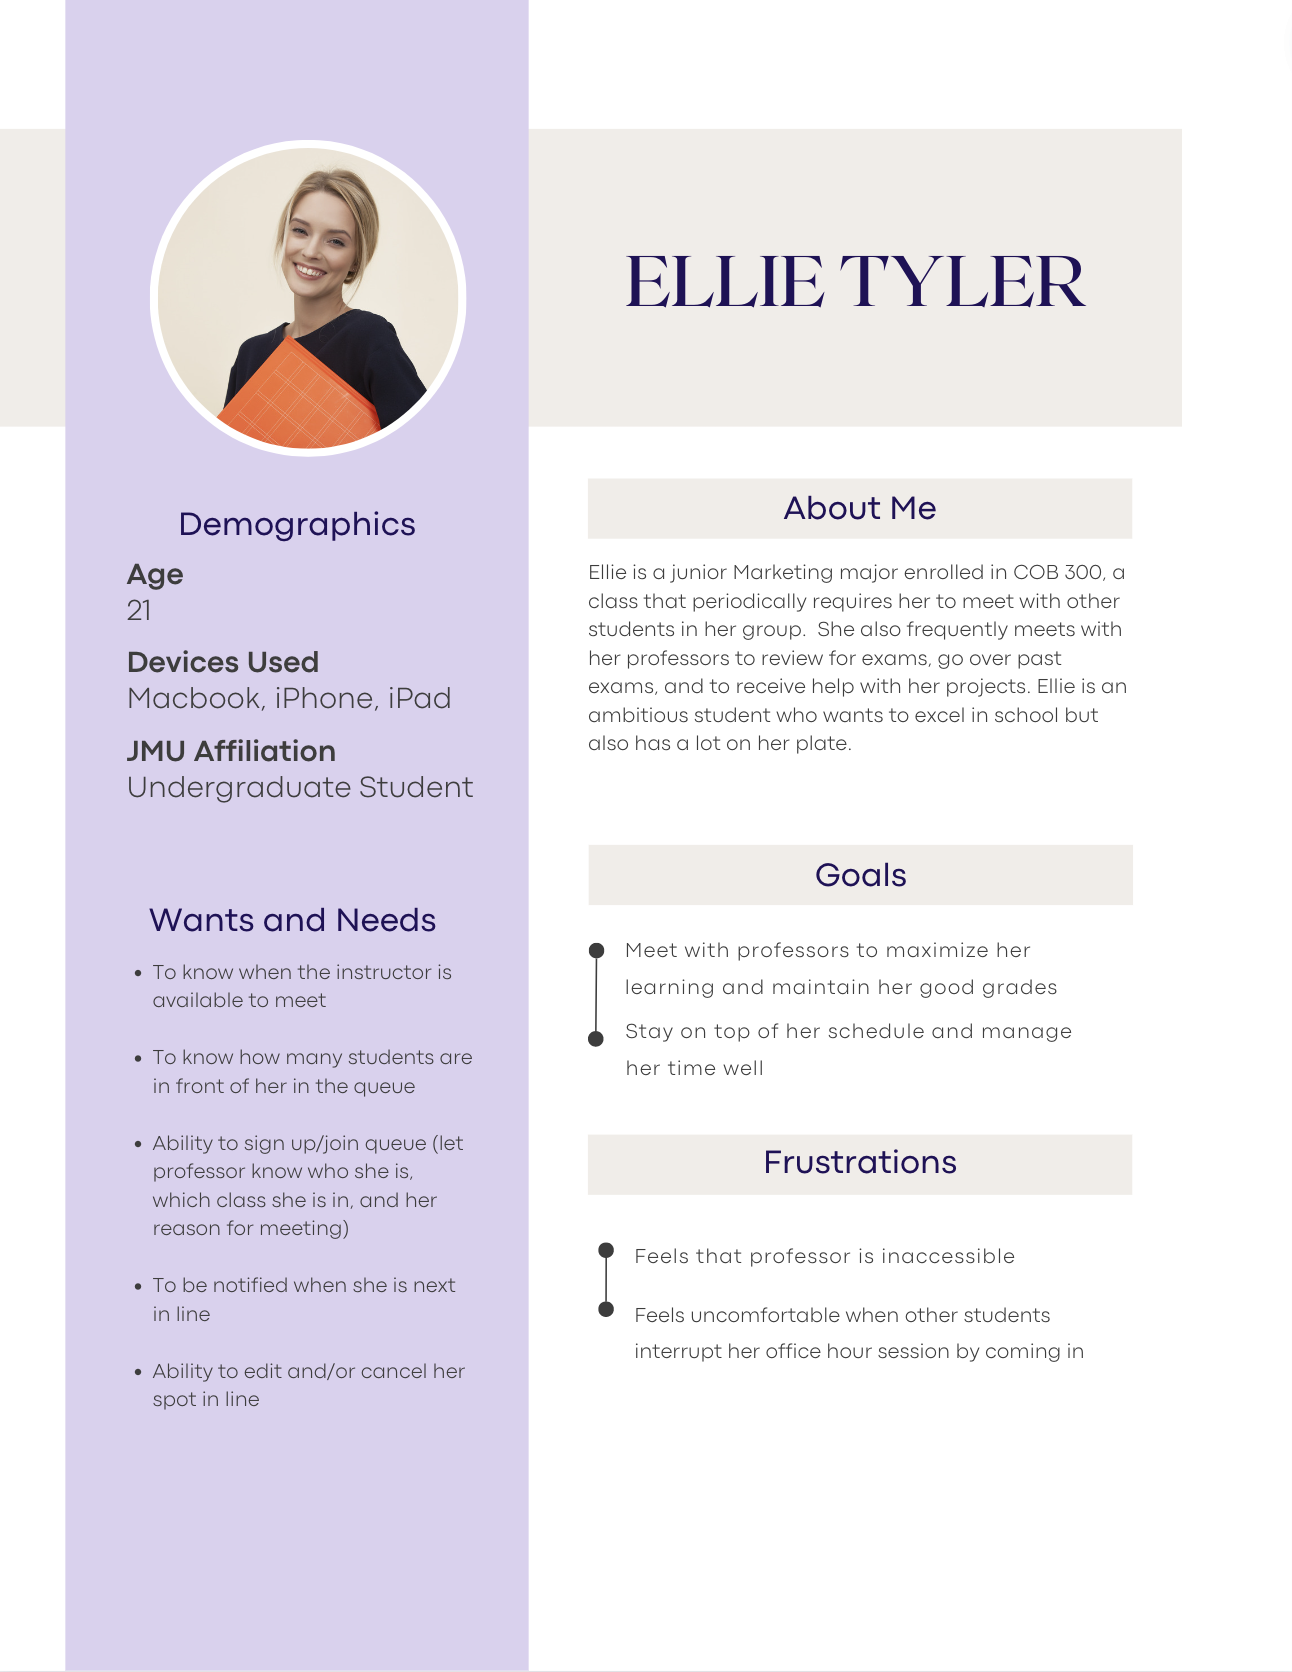 ELLIE TYLER
Demographics
Age
21
Devices Used
Macbook, iPhone, iPad
JMU Affiliation
Undergraduate Student
Wants and Needs
• To know when the instructor is
available to meet
• To know how many students are
in front of her in the queue
• Ability to sign up/join queue (let
professor know who she is,
which class she is in, and her
reason for meeting)
• To be notified when she is next
in line
• Ability to edit and/or cancel her
spot in line
About Me
Ellie is a junior Marketing major enrolled in COB 300, a
class that periodically requires her to meet with other
students in her group.  She also frequently meets with
her professors to review for exams, go over past
exams, and to receive help with her projects. Ellie is an
ambitious student who wants to excel in school but
also has a lot on her plate.
Goals
Meet with professors to maximize her
learning and maintain her good grades
Stay on top of her schedule and manage
her time well
Frustrations
Feels that professor is inaccessible
Feels uncomfortable when other students
interrupt her office hour session by coming in